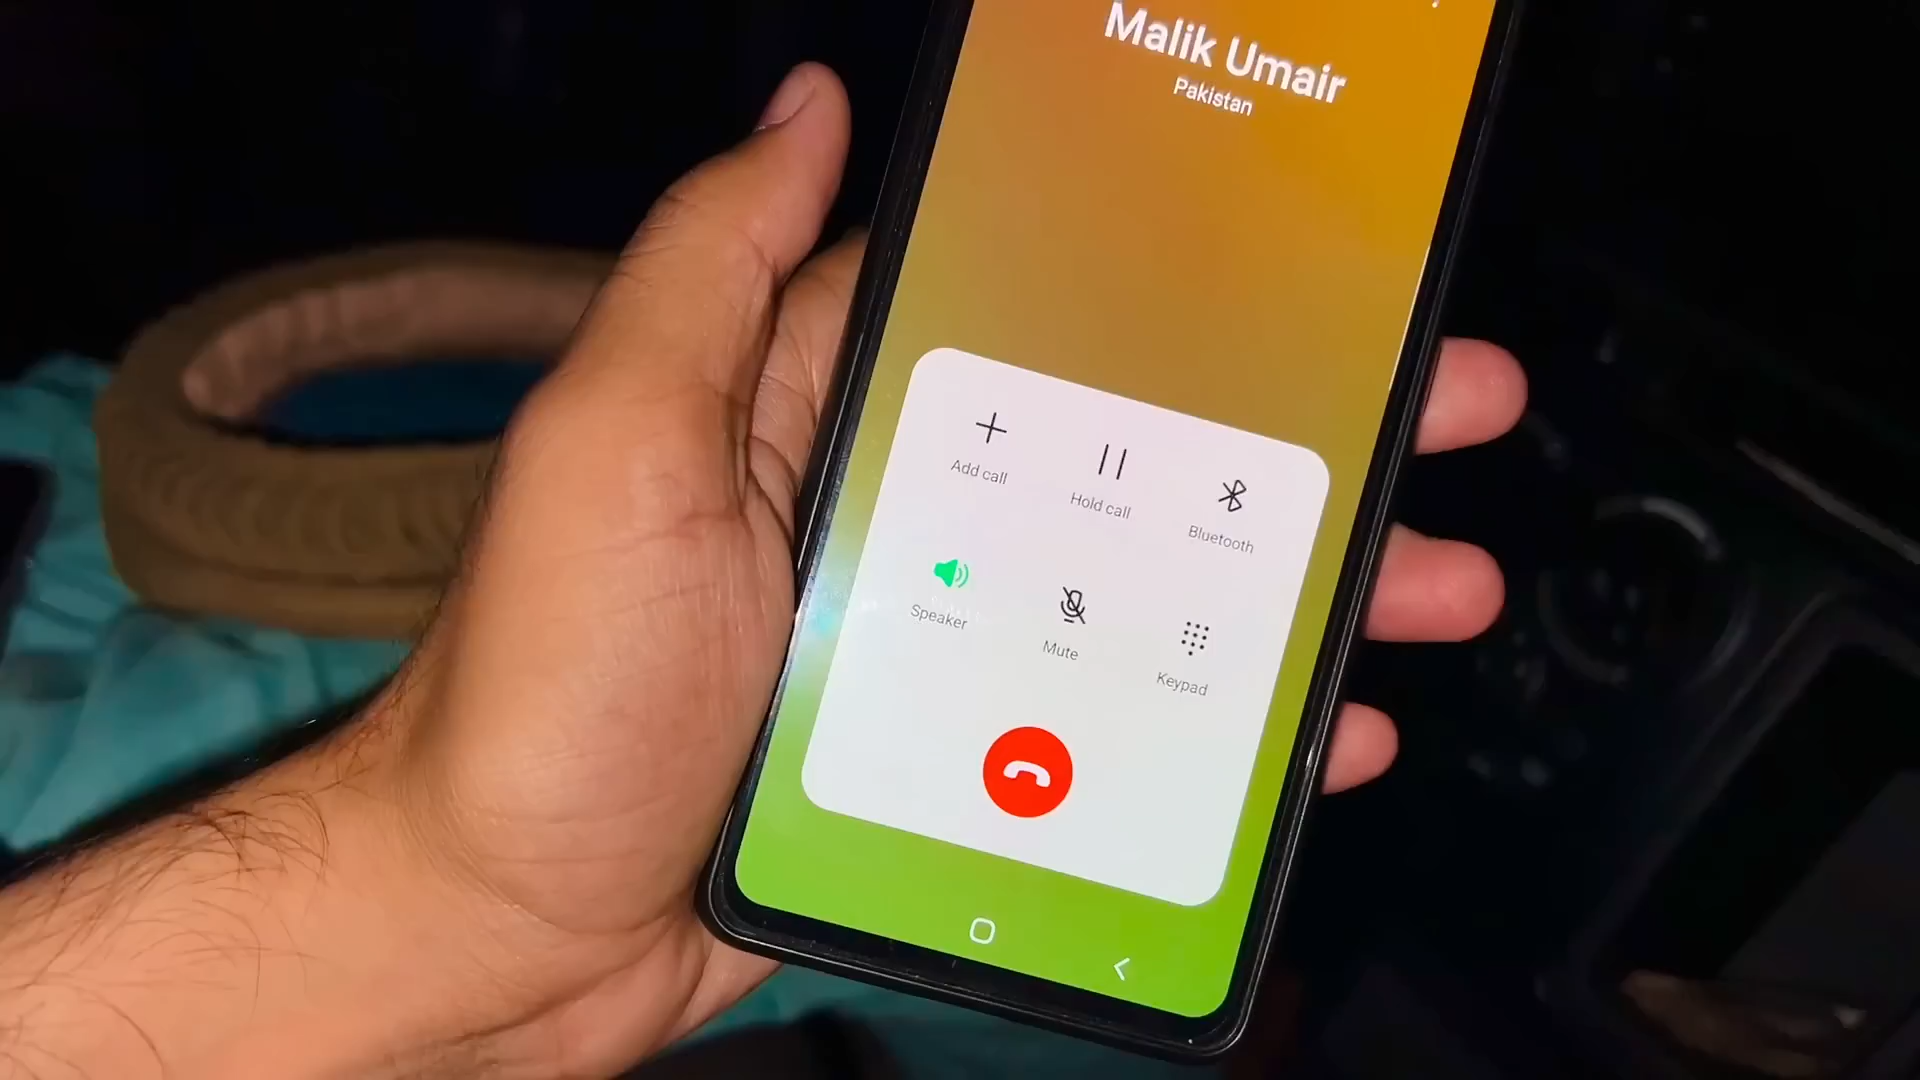 Malik Umair
Pakistan
Add call
Hold call
Bluetooth
Speaker
Mute
Keypad